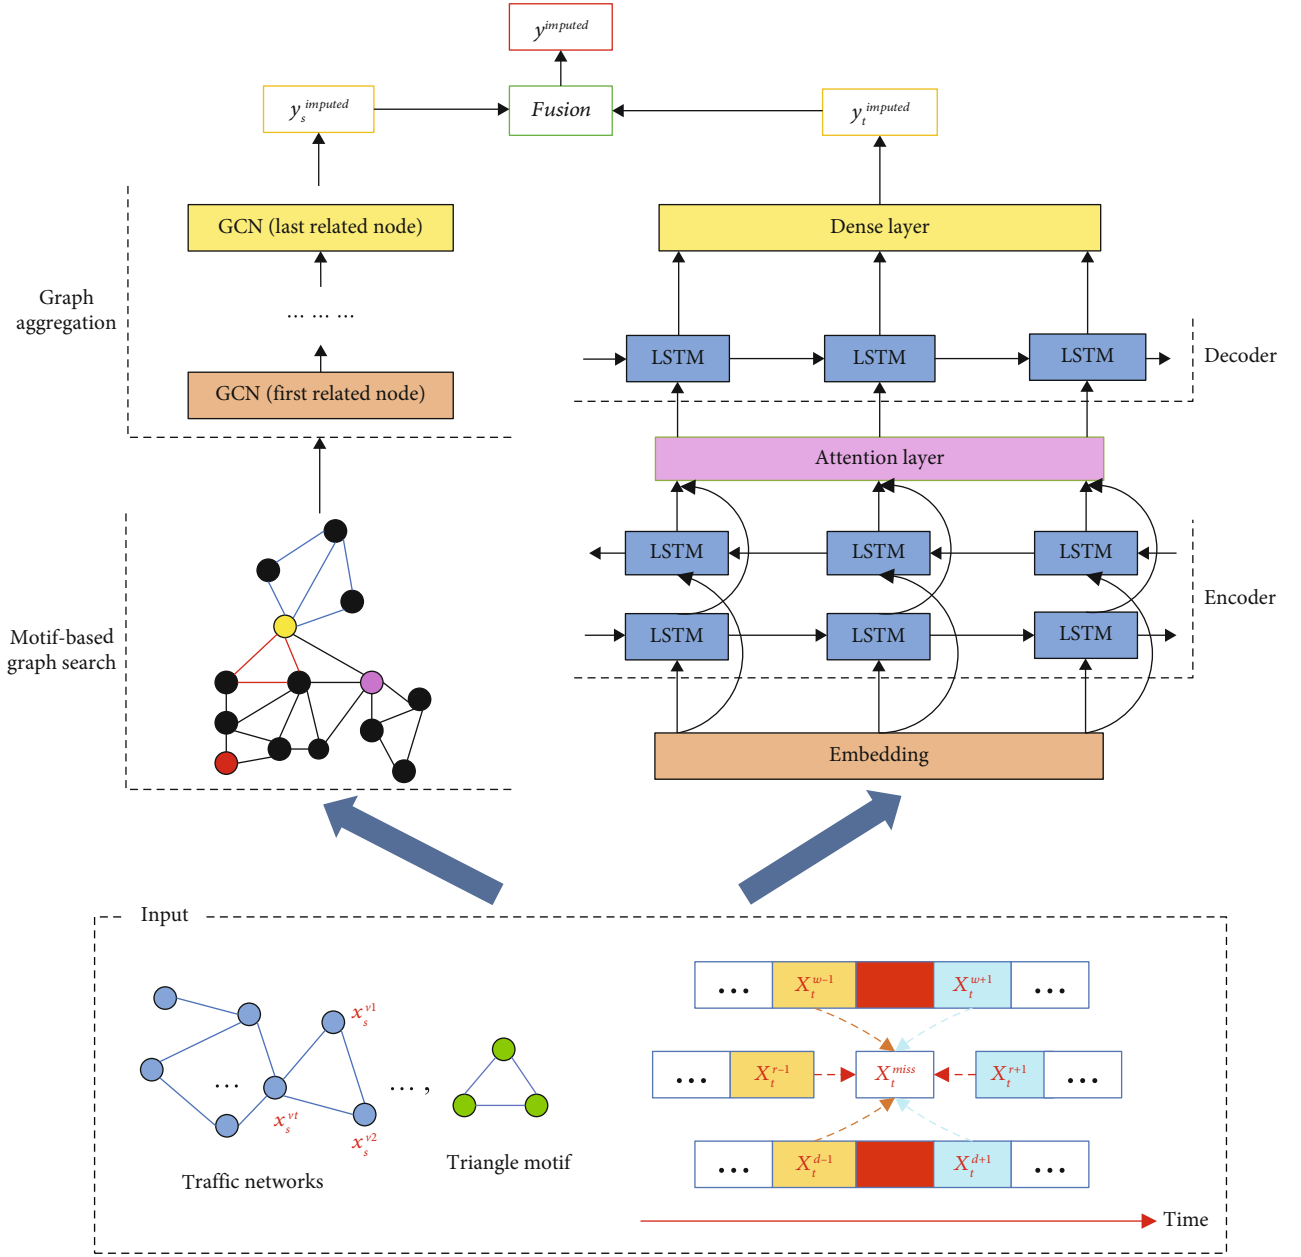 y^imputed
y_s^imputed
Fusion
y_t^imputed
GCN (last related node)
Dense layer
Graph
aggregation
... ... ...
LSTM
LSTM
LSTM
Decoder
GCN (first related node)
Attention layer
LSTM
LSTM
LSTM
Encoder
LSTM
LSTM
LSTM
Motif-based
graph search
Embedding
Input
... X_t^w–1 X_t^w+1 ...
x_s^v1
... X_t^r–1 X_t^miss X_t^r+1 ...
... ... ,
x_s^vt
x_s^v2
Triangle motif
... X_t^d–1 X_t^d+1 ...
Traffic networks
Time